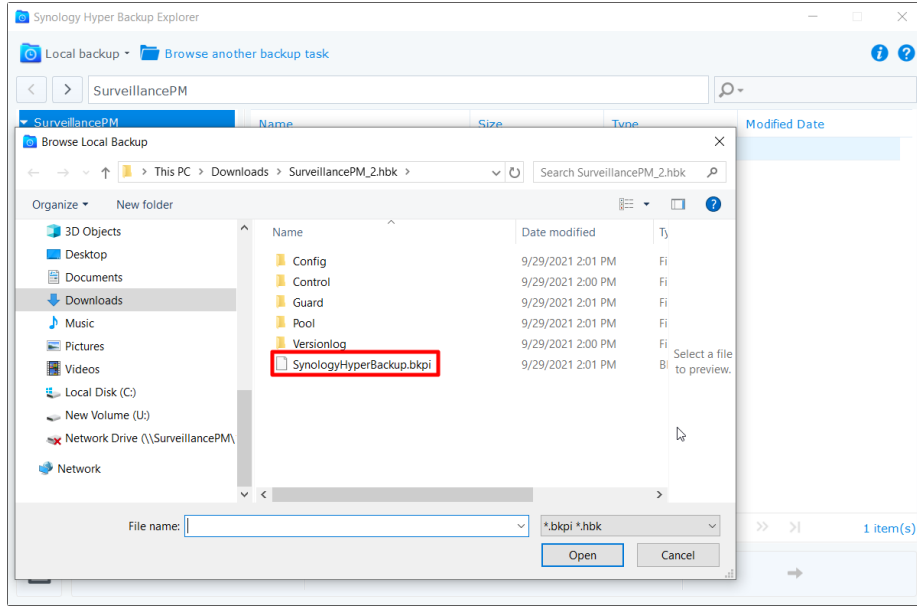 Synology Hyper Backup Explorer
Local backup Browse another backup task
SurveillancePM
SurveillancePM Name Size Type Modified Date
Browse Local Backup
This PC > Downloads > SurveillancePM_2.hbk > Search SurveillancePM_2.hbk
Organize New folder
3D Objects Name Date modified
Desktop Config 9/29/2021 2:01 PM Fi
Documents Control 9/29/2021 2:00 PM Fi
Downloads Guard 9/29/2021 2:01 PM Fi
Music Pool 9/29/2021 2:01 PM Fi
Pictures Versionlog 9/29/2021 2:00 PM Fi
Videos SynologyHyperBackup.bkpi 9/29/2021 2:01 PM
Select a file
to preview.
Local Disk (C:)
New Volume (U:)
Network Drive (\\SurveillancePM\
Network
File name: *.bkpi *.hbk
1 item(s)
Open Cancel